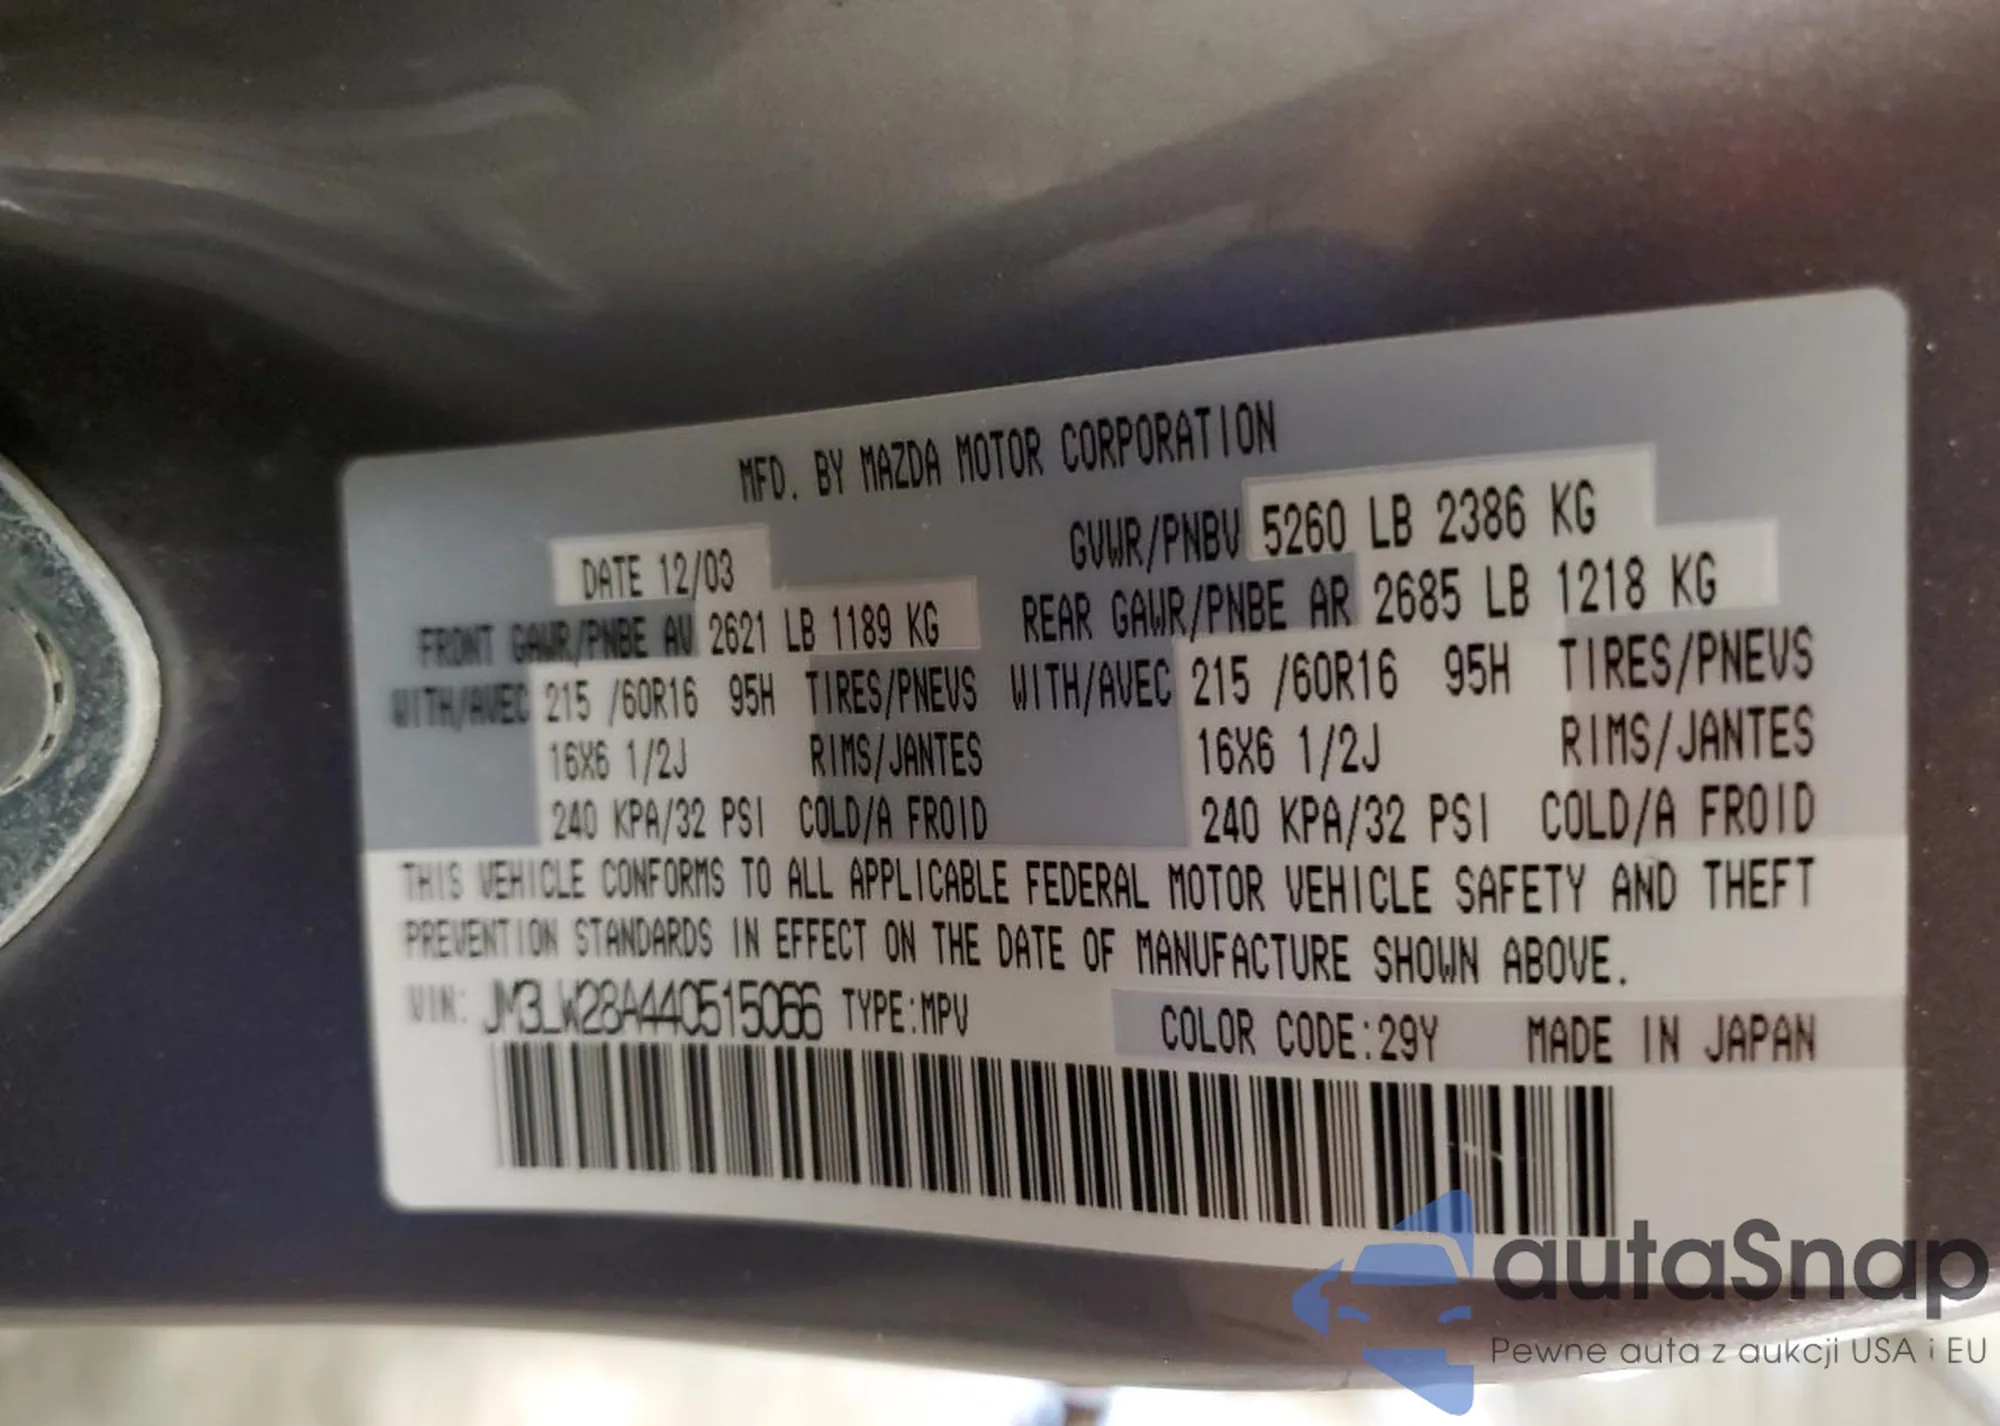 MFD. BY MAZDA MOTOR CORPORATION
DATE 12/03
GVWR/PNBV 5260 LB 2386 KG
FRONT GAWR/PNBE AV 2621 LB 1189 KG
REAR GAWR/PNBE AR 2685 LB 1218 KG
WITH/AVEC 215 /60R16 95H TIRES/PNEVS
WITH/AVEC 215 /60R16 95H TIRES/PNEVS
16X6 1/2J RIMS/JANTES
16X6 1/2J RIMS/JANTES
240 KPA/32 PSI COLD/A FROID
240 KPA/32 PSI COLD/A FROID
THIS VEHICLE CONFORMS TO ALL APPLICABLE FEDERAL MOTOR VEHICLE SAFETY AND THEFT
PREVENTION STANDARDS IN EFFECT ON THE DATE OF MANUFACTURE SHOWN ABOVE.
VIN: JM3LW28A440515066 TYPE:MPV
COLOR CODE:29Y MADE IN JAPAN
autaSnap
Pewne auta z aukcji USA i EU